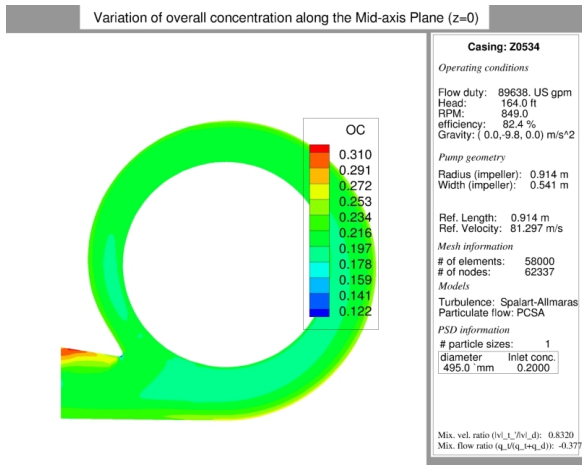 Variation of overall concentration along the Mid-axis Plane (z=0)
OC
0.310
0.291
0.272
0.253
0.234
0.216
0.197
0.178
0.159
0.141
0.122
Casing: Z0534
Operating conditions
Flow duty: 89638. US gpm
Head: 164.0 ft
RPM: 849.0
efficiency: 82.4 %
Gravity: ( 0.0,-9.8, 0.0) m/s^2
Pump geometry
Radius (impeller): 0.914 m
Width (impeller): 0.541 m
Ref. Length: 0.914 m
Ref. Velocity: 81.297 m/s
Mesh information
# of elements: 58000
# of nodes: 62337
Models
Turbulence: Spalart-Allmaras
Particulate flow: PCSA
PSD information
# particle sizes: 1
diameter Inlet conc.
495.0 `mm 0.2000
Mix. vel. ratio (|v|_t_'/|v|_d): 0.8320
Mix. flow ratio (q_t/(q_t+q_d)): -0.377